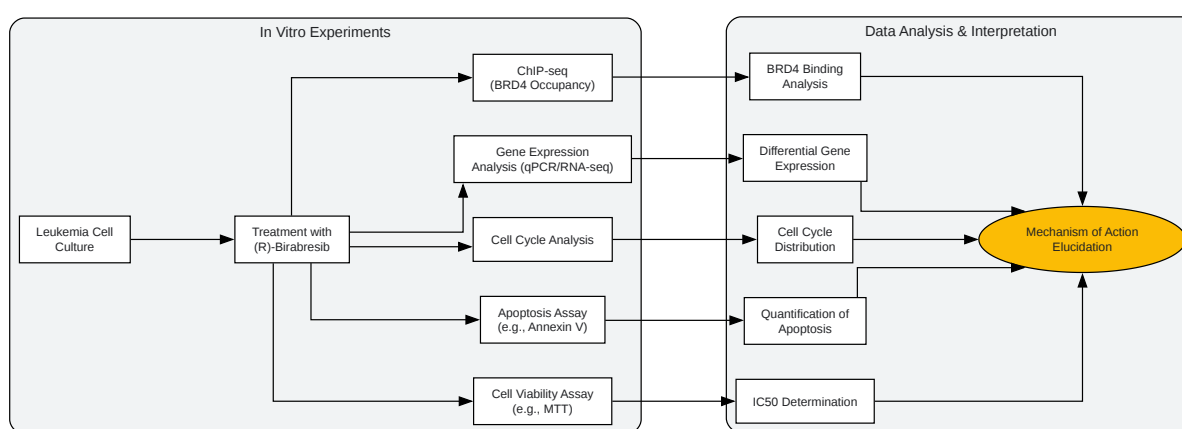 In Vitro Experiments
Data Analysis & Interpretation
ChIP-seq
(BRD4 Occupancy)
BRD4 Binding
Analysis
Gene Expression
Analysis (qPCR/RNA-seq)
Differential Gene
Expression
Leukemia Cell
Culture
Treatment with
(R)-Birabresib
Cell Cycle Analysis
Cell Cycle
Distribution
Mechanism of Action
Elucidation
Apoptosis Assay
(e.g., Annexin V)
Quantification of
Apoptosis
Cell Viability Assay
(e.g., MTT)
IC50 Determination